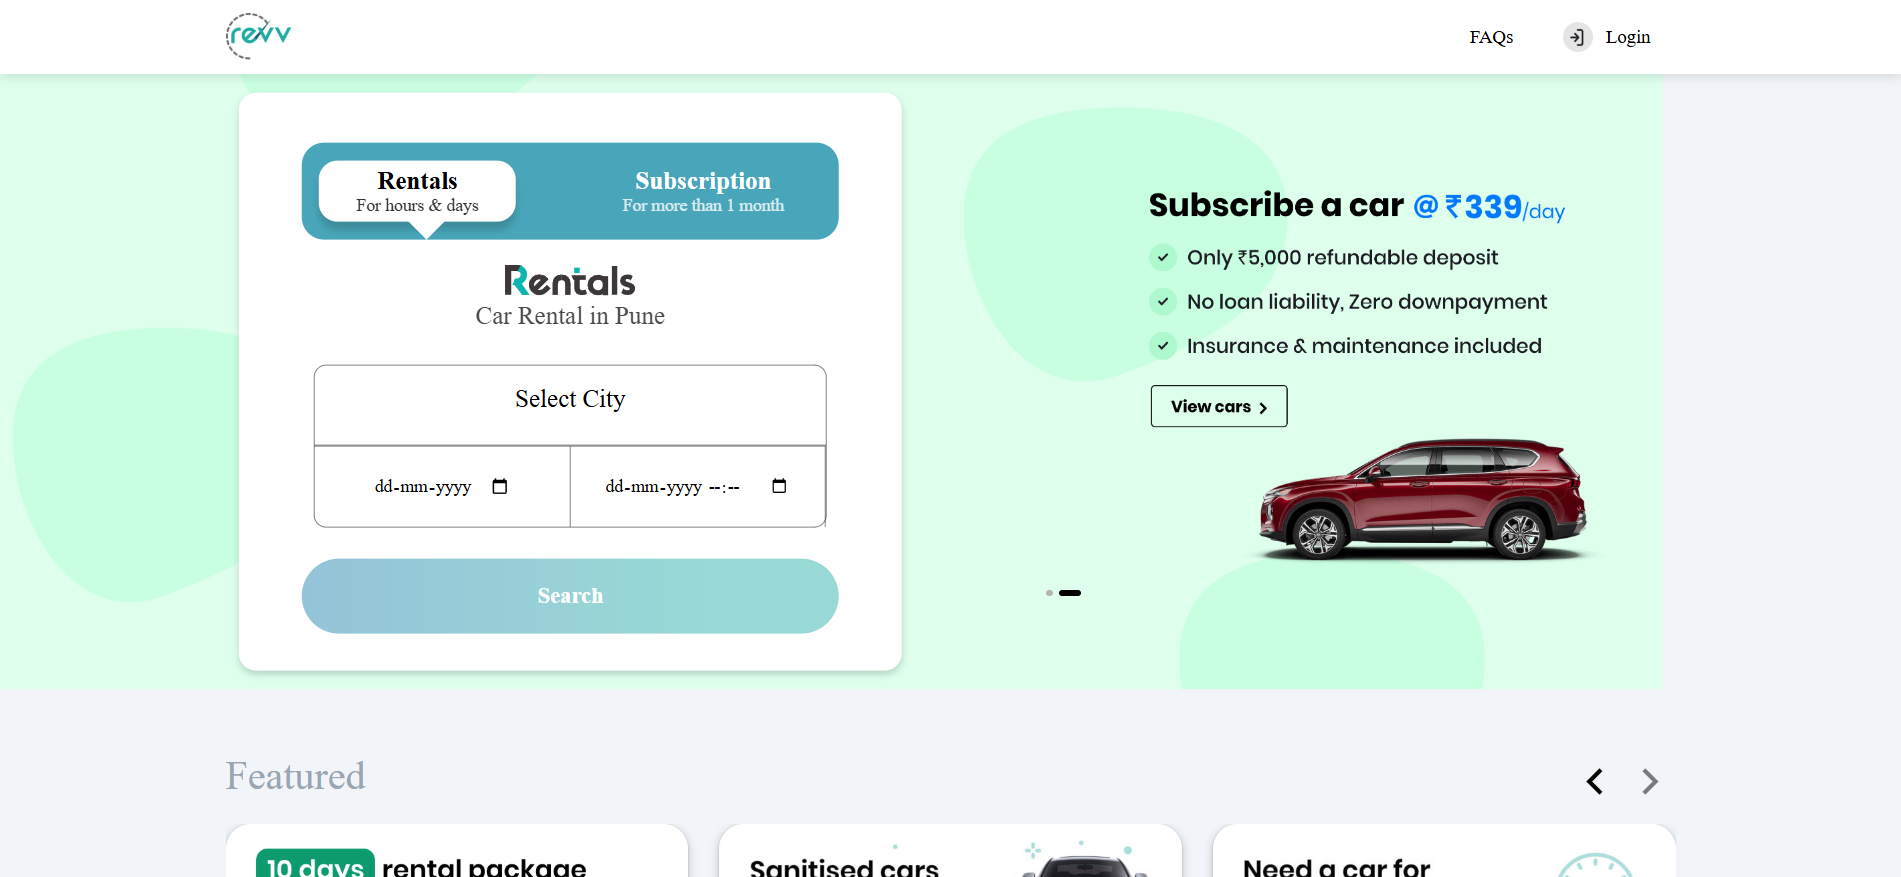 revv
FAQs
Login
Rentals
For hours & days
Subscription
For more than 1 month
Rentals
Car Rental in Pune
Select City
dd-mm-yyyy
dd-mm-yyyy --:--
Search
Subscribe a car @ ₹339/day
Only ₹5,000 refundable deposit
No loan liability, Zero downpayment
Insurance & maintenance included
View cars
Featured
10 days rental package
Sanitised cars
Need a car for